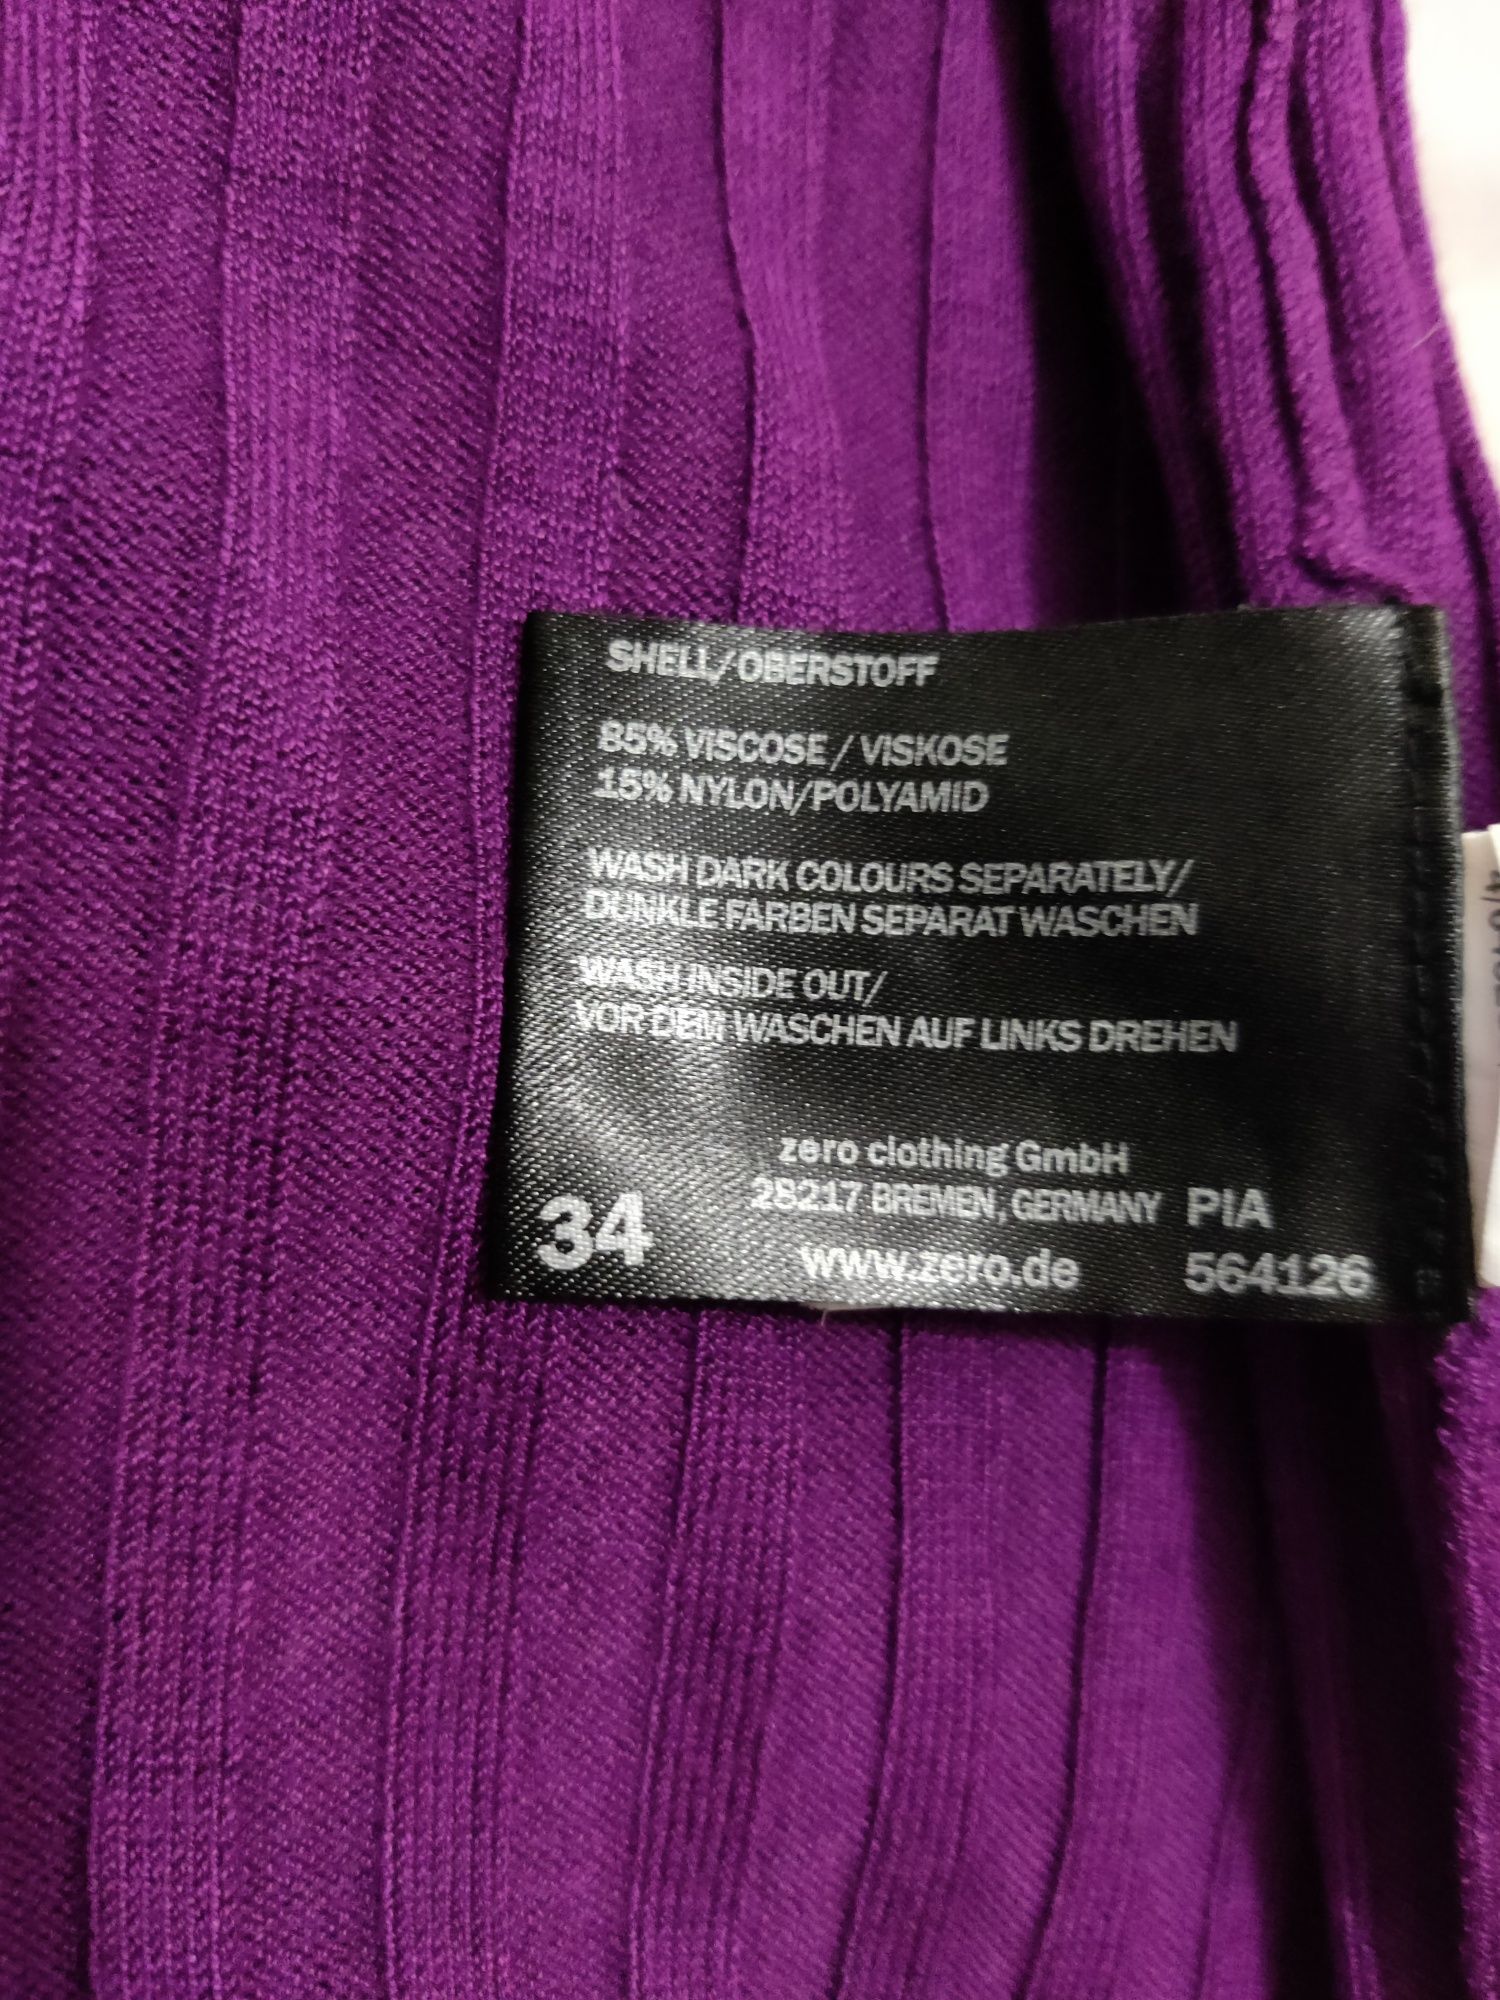 SHELL/OBERSTOFF
85% VISCOSE / VISKOSE
15% NYLON/POLYAMID
WASH DARK COLOURS SEPARATELY/
DUNKLE FARBEN SEPARAT WASCHEN
WASH INSIDE OUT/
VOR DEM WASCHEN AUF LINKS DREHEN
zero clothing GmbH
28217 BREMEN, GERMANY PIA
34 www.zero.de 564126